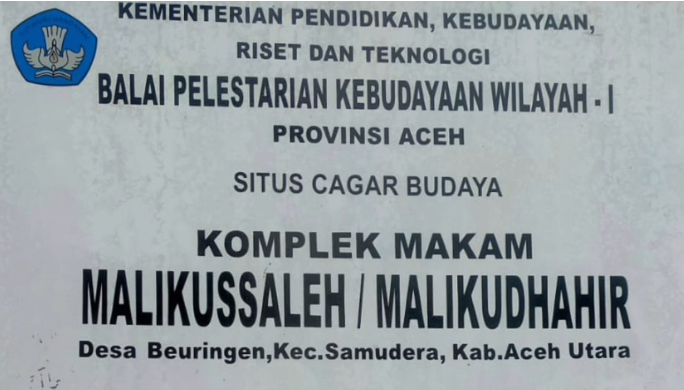 KEMENTERIAN PENDIDIKAN, KEBUDAYAAN,
RISET DAN TEKNOLOGI
BALAI PELESTARIAN KEBUDAYAAN WILAYAH - I
PROVINSI ACEH
SITUS CAGAR BUDAYA
KOMPLEK MAKAM
MALIKUSSALEH / MALIKUDHAHIR
Desa Beuringen,Kec.Samudera, Kab.Aceh Utara